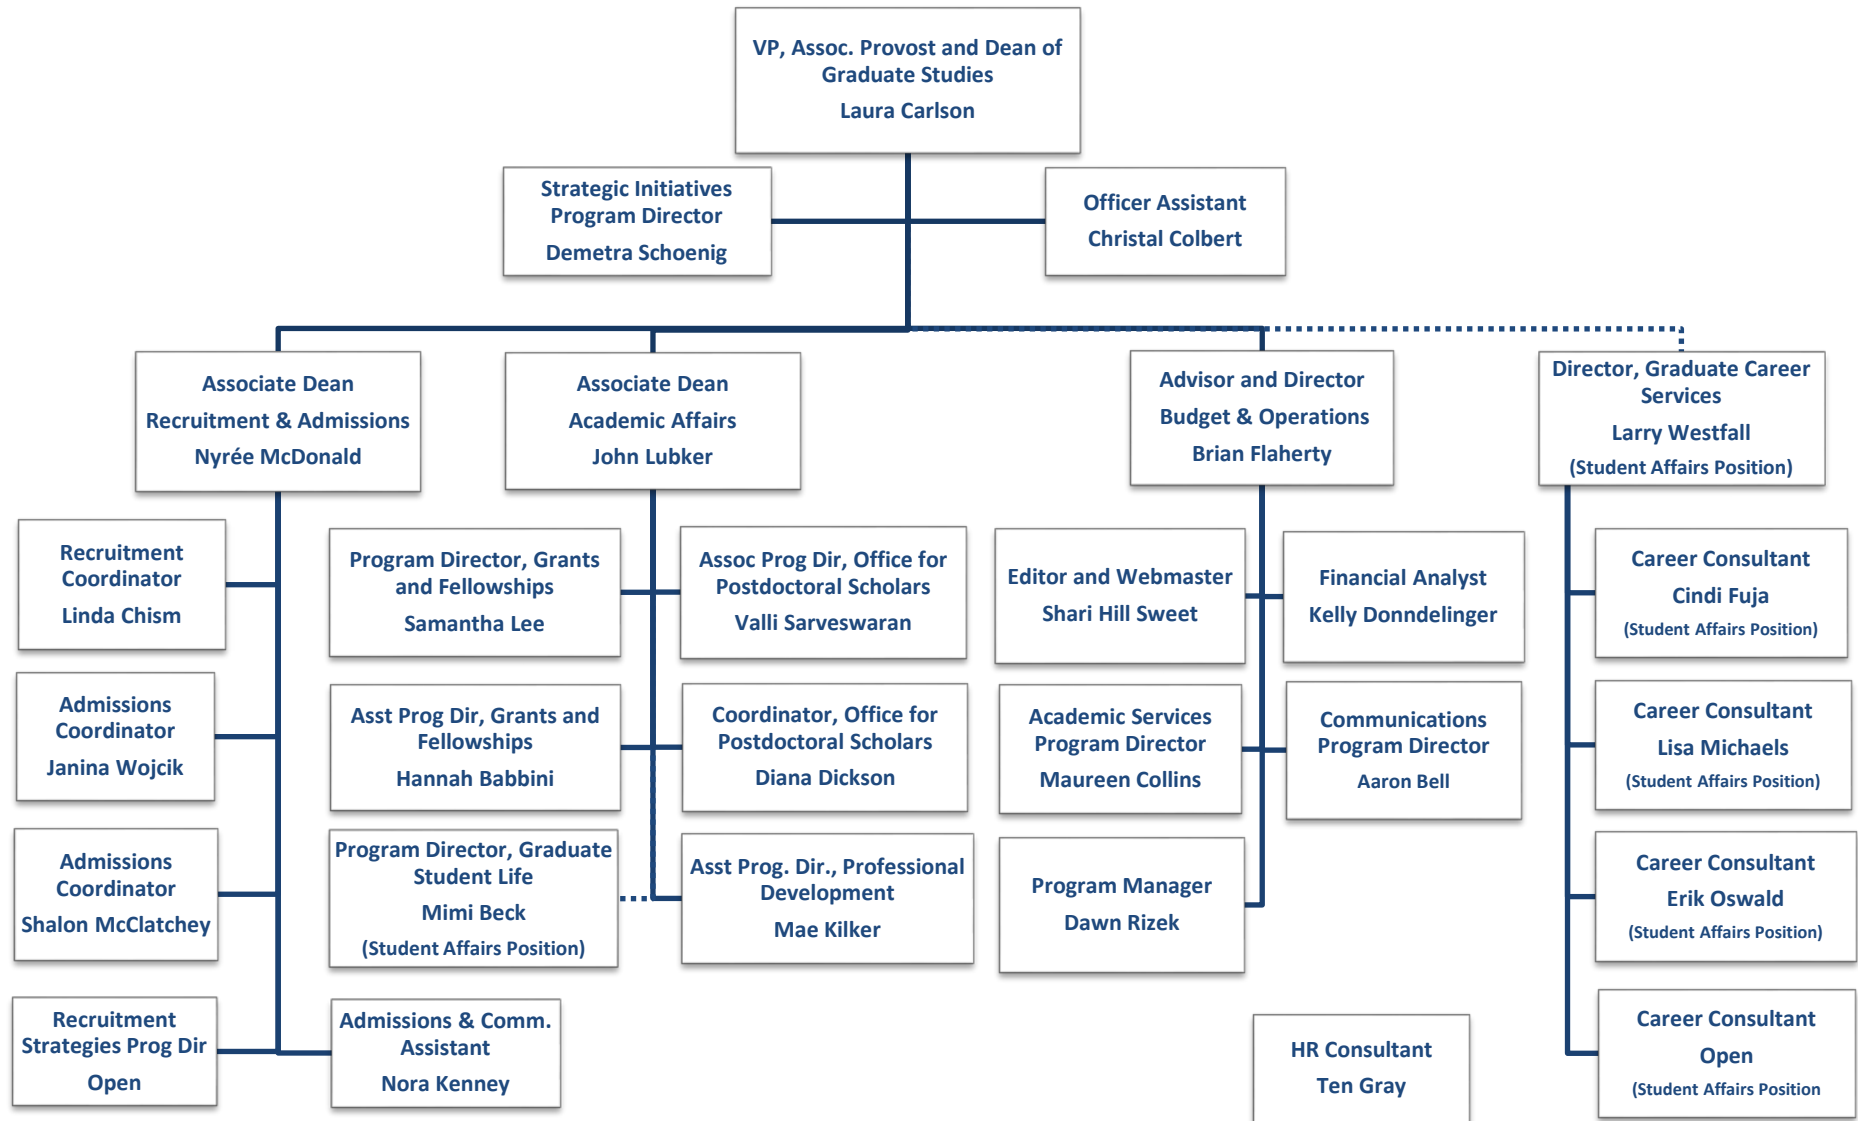 VP, Assoc. Provost and Dean of
Graduate Studies
Laura Carlson
Strategic Initiatives
Program Director
Demetra Schoenig
Officer Assistant
Christal Colbert
Associate Dean
Recruitment & Admissions
Nyrée McDonald
Associate Dean
Academic Affairs
John Lubker
Advisor and Director
Budget & Operations
Brian Flaherty
Director, Graduate Career
Services
Larry Westfall
(Student Affairs Position)
Recruitment
Coordinator
Linda Chism
Program Director, Grants
and Fellowships
Samantha Lee
Assoc Prog Dir, Office for
Postdoctoral Scholars
Valli Sarveswaran
Editor and Webmaster
Shari Hill Sweet
Financial Analyst
Kelly Donndelinger
Career Consultant
Cindi Fuja
(Student Affairs Position)
Admissions
Coordinator
Janina Wojcik
Asst Prog Dir, Grants and
Fellowships
Hannah Babbini
Coordinator, Office for
Postdoctoral Scholars
Diana Dickson
Academic Services
Program Director
Maureen Collins
Communications
Program Director
Aaron Bell
Career Consultant
Lisa Michaels
(Student Affairs Position)
Admissions
Coordinator
Shalon McClatchey
Program Director, Graduate
Student Life
Mimi Beck
(Student Affairs Position)
Asst Prog. Dir., Professional
Development
Mae Kilker
Program Manager
Dawn Rizek
Career Consultant
Erik Oswald
(Student Affairs Position)
Recruitment
Strategies Prog Dir
Open
Admissions & Comm.
Assistant
Nora Kenney
HR Consultant
Ten Gray
Career Consultant
Open
(Student Affairs Position